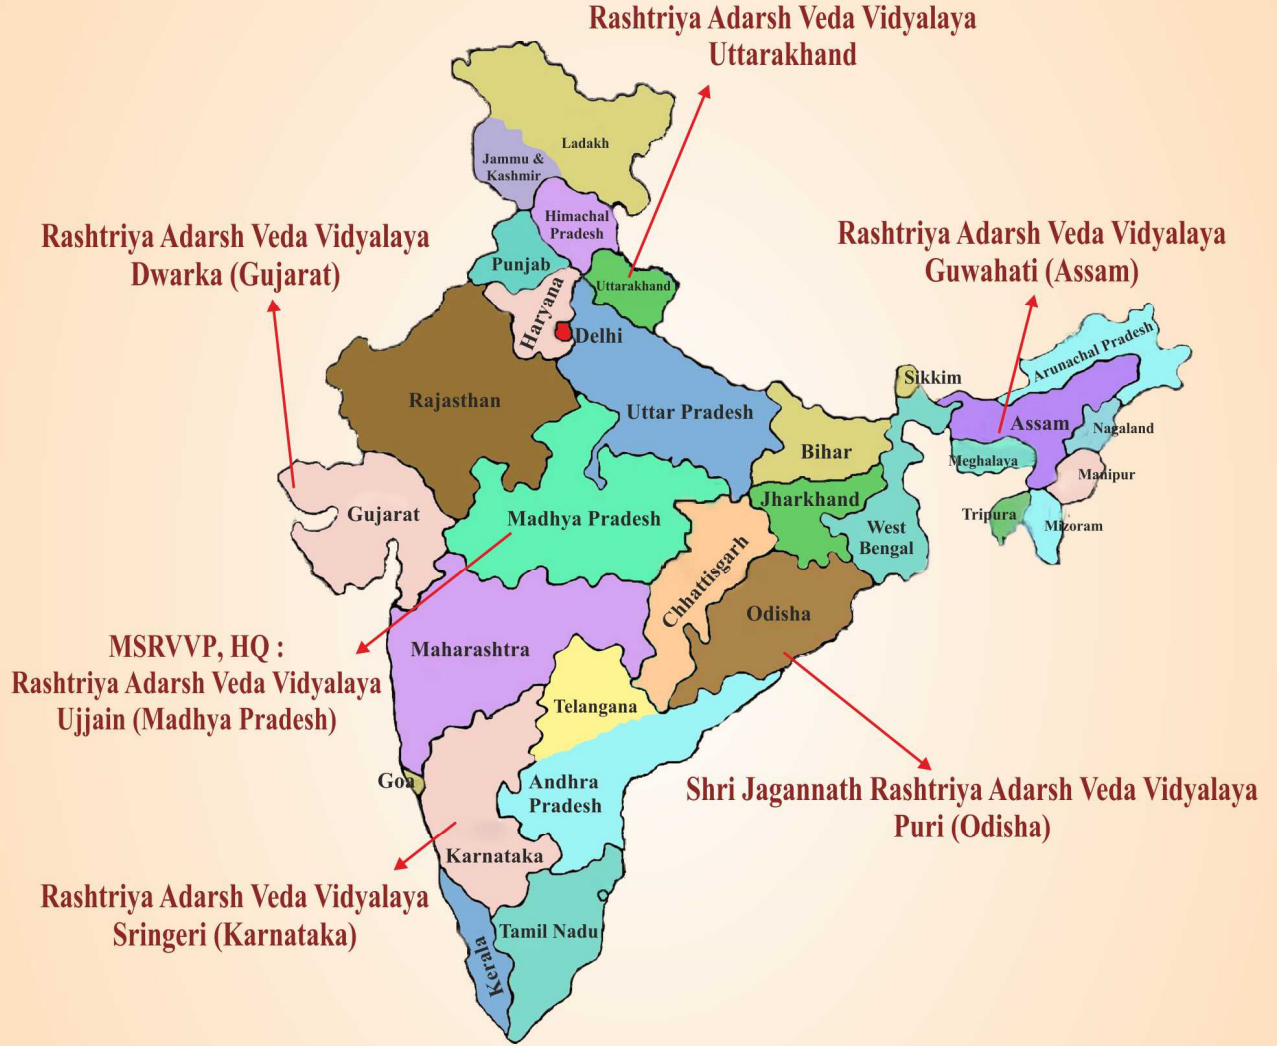 Rashtriya Adarsh Veda Vidyalaya
Uttarakhand
Ladakh
Jammu &
Kashmir
Himachal
Pradesh
Rashtriya Adarsh Veda Vidyalaya
Dwarka (Gujarat)
Rashtriya Adarsh Veda Vidyalaya
Guwahati (Assam)
Punjab
Uttarakhand
Haryana
Delhi
Arunachal Pradesh
Sikkim
Rajasthan
Uttar Pradesh
Assam
Nagaland
Bihar
Meghalaya
Manipur
Jharkhand
Gujarat
Madhya Pradesh
Tripura
Mizoram
West
Bengal
Chhattisgarh
Odisha
MSRVVP, HQ :
Rashtriya Adarsh Veda Vidyalaya
Ujjain (Madhya Pradesh)
Maharashtra
Telangana
Goa
Andhra
Pradesh
Shri Jagannath Rashtriya Adarsh Veda Vidyalaya
Puri (Odisha)
Karnataka
Rashtriya Adarsh Veda Vidyalaya
Sringeri (Karnataka)
Tamil Nadu
Kerala